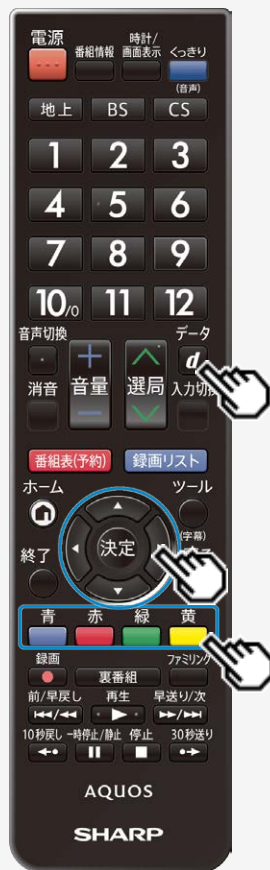 電源
番組情報
時計/
画面表示
くっきり
(音声)
地上 BS CS
1 2 3
4 5 6
7 8 9
10/0 11 12
音声切換 データ
d
消音 音量 選局 入力切換
番組表(予約) 録画リスト
ホーム ツール
(字幕)
終了 決定
青 赤 緑 黄
録画 裏番組 ファミリンク
前/早戻し 再生 早送り/次
10秒戻し 一時停止/静止 停止 30秒送り
AQUOS
SHARP